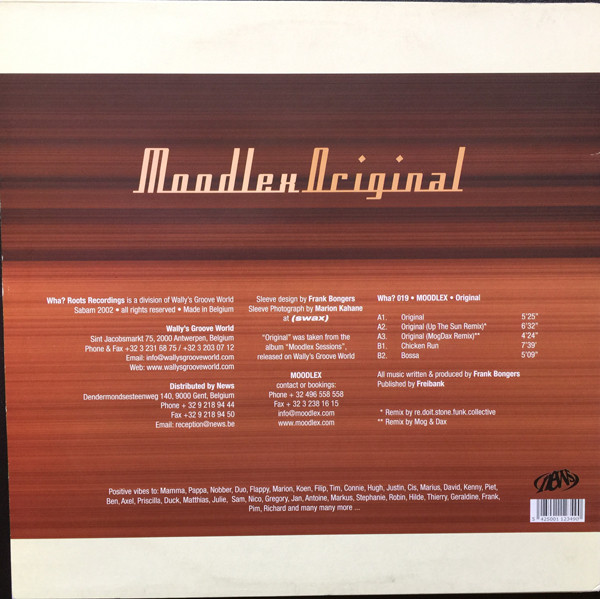 Moodlex Original
Wha? Roots Recordings is a division of Wally's Groove World
Sabam 2002 • all rights reserved • Made in Belgium
Wally's Groove World
Sint Jacobsmarkt 75, 2000 Antwerpen, Belgium
Phone & Fax +32 3 231 68 75 / +32 3 203 07 12
Email: info@wallysgrooveworld.com
Web: www.wallysgrooveworld.com
Distributed by News
Dendermondsesteenweg 140, 9000 Gent, Belgium
Phone + 32 9 218 94 44
Fax +32 9 218 94 50
Email: reception@news.be
Sleeve design by Frank Bongers
Sleeve Photograph by Marion Kahane
at (swax)
"Original" was taken from the
album "Moodlex Sessions",
released on Wally's Groove World
MOODLEX
contact or bookings:
Phone + 32 496 558 558
Fax + 32 3 238 16 15
info@moodlex.com
www.moodlex.com
Wha? 019 • MOODLEX • Original
A1. Original 5'25"
A2. Original (Up The Sun Remix)* 6'32"
A3. Original (MogDax Remix)** 4'24"
B1. Chicken Run 7'39'
B2. Bossa 5'09"
All music written & produced by Frank Bongers
Published by Freibank
* Remix by re.doit.stone.funk.collective
** Remix by Mog & Dax
Positive vibes to: Mamma, Pappa, Nobber, Duo, Flappy, Marion, Koen, Filip, Tim, Connie, Hugh, Justin, Cis, Marius, David, Kenny, Piet,
Ben, Axel, Priscilla, Duck, Matthias, Julie, Sam, Nico, Gregory, Jan, Antoine, Markus, Stephanie, Robin, Hilde, Thierry, Geraldine, Frank,
Pim, Richard and many many more ...
news
5 425001 123460